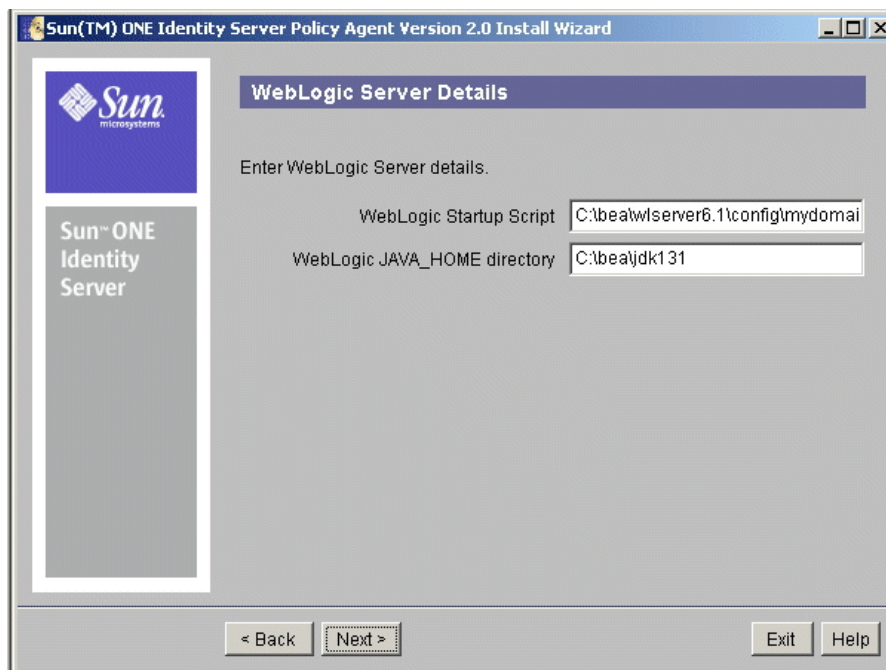 Sun(TM) ONE Identity Server Policy Agent Version 2.0 Install Wizard
Sun
microsystems
WebLogic Server Details
Enter WebLogic Server details.
WebLogic Startup Script C:\bea\wlserver6.1\config\mydomai
WebLogic JAVA_HOME directory C:\bea\jdk131
Sun™ ONE
Identity
Server
< Back Next > Exit Help